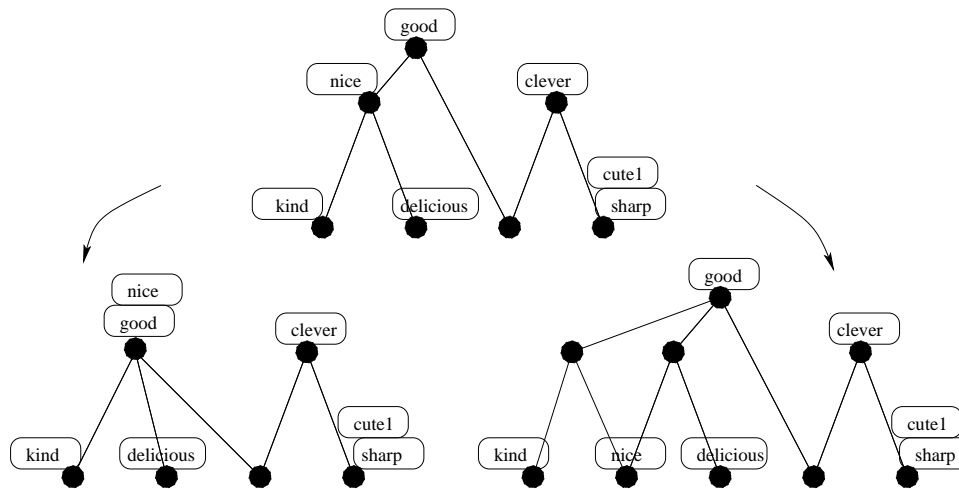 good
nice
clever
cute1
kind
delicious
sharp
nice
good
clever
cute1
kind
delicious
sharp
good
clever
cute1
kind
nice
delicious
sharp